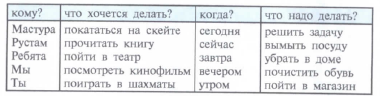 кому? что хочется делать? когда? что надо делать?
Мастура покататься на скейте сегодня решить задачу
Рустам прочитать книгу сейчас вымыть посуду
Ребята пойти в театр завтра убрать в доме
Мы посмотреть кинофильм вечером почистить обувь
Ты поиграть в шахматы утром пойти в магазин